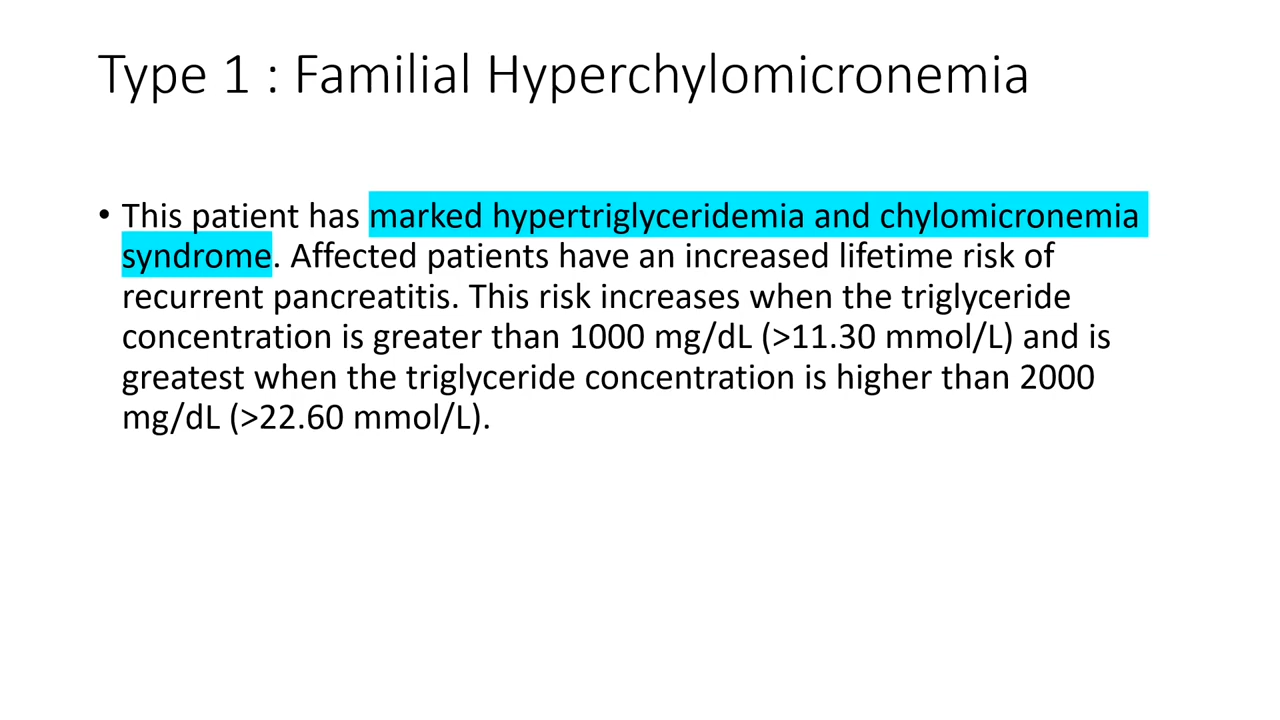 Type 1 : Familial Hyperchylomicronemia
• This patient has marked hypertriglyceridemia and chylomicronemia
syndrome. Affected patients have an increased lifetime risk of
recurrent pancreatitis. This risk increases when the triglyceride
concentration is greater than 1000 mg/dL (>11.30 mmol/L) and is
greatest when the triglyceride concentration is higher than 2000
mg/dL (>22.60 mmol/L).